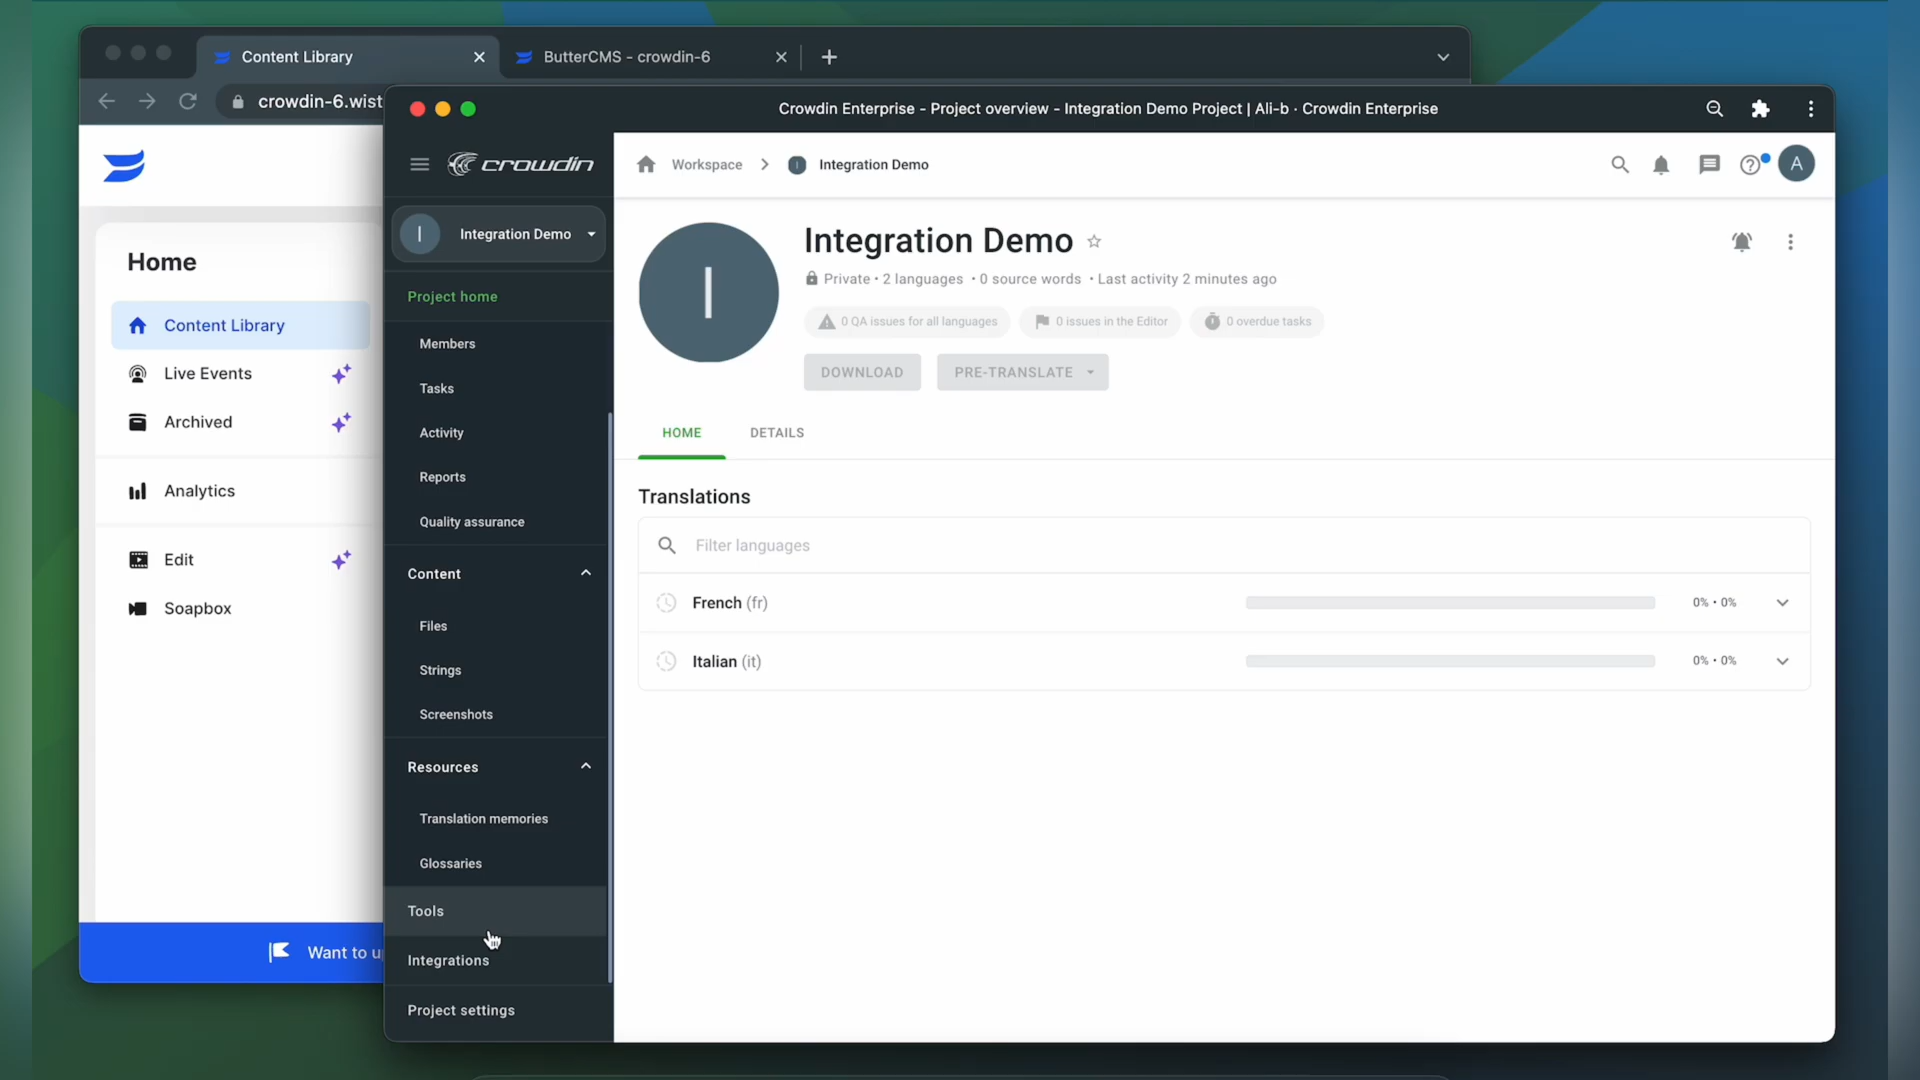 Content Library
ButterCMS - crowdin-6
crowdin-6.wist
Crowdin Enterprise - Project overview - Integration Demo Project | Ali-b · Crowdin Enterprise
Home
Content Library
Live Events
Archived
Analytics
Edit
Soapbox
Want to u
crowdin
I
Integration Demo
Project home
Members
Tasks
Activity
Reports
Quality assurance
Content
Files
Strings
Screenshots
Resources
Translation memories
Glossaries
Tools
Integrations
Project settings
Workspace
I
Integration Demo
A
I
Integration Demo
Private • 2 languages • 0 source words • Last activity 2 minutes ago
0 QA issues for all languages
0 issues in the Editor
0 overdue tasks
DOWNLOAD
PRE-TRANSLATE
HOME
DETAILS
Translations
Filter languages
French (fr)
0% • 0%
Italian (it)
0% • 0%